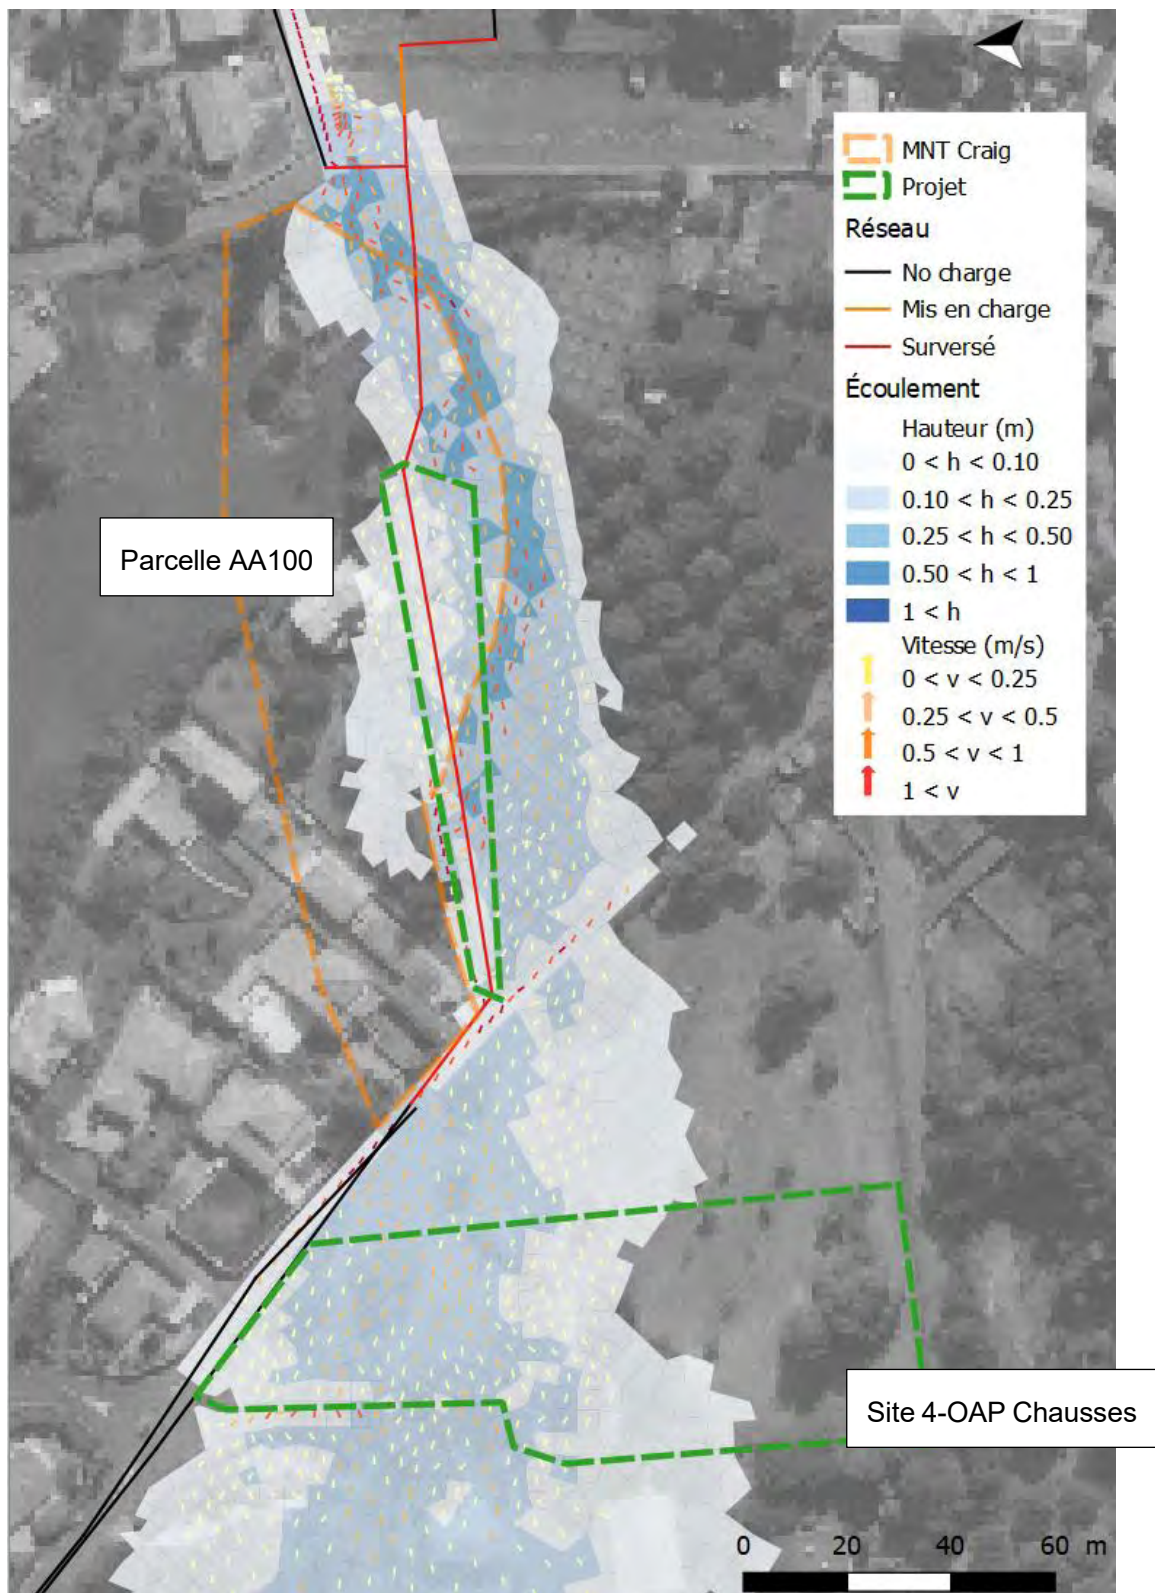 MNT Craig
Projet
Réseau
No charge
Mis en charge
Surversé
Écoulement
Hauteur (m)
0 < h < 0.10
0.10 < h < 0.25
0.25 < h < 0.50
0.50 < h < 1
1 < h
Vitesse (m/s)
0 < v < 0.25
0.25 < v < 0.5
0.5 < v < 1
1 < v
Parcelle AA100
Site 4-OAP Chausses
0 20 40 60 m